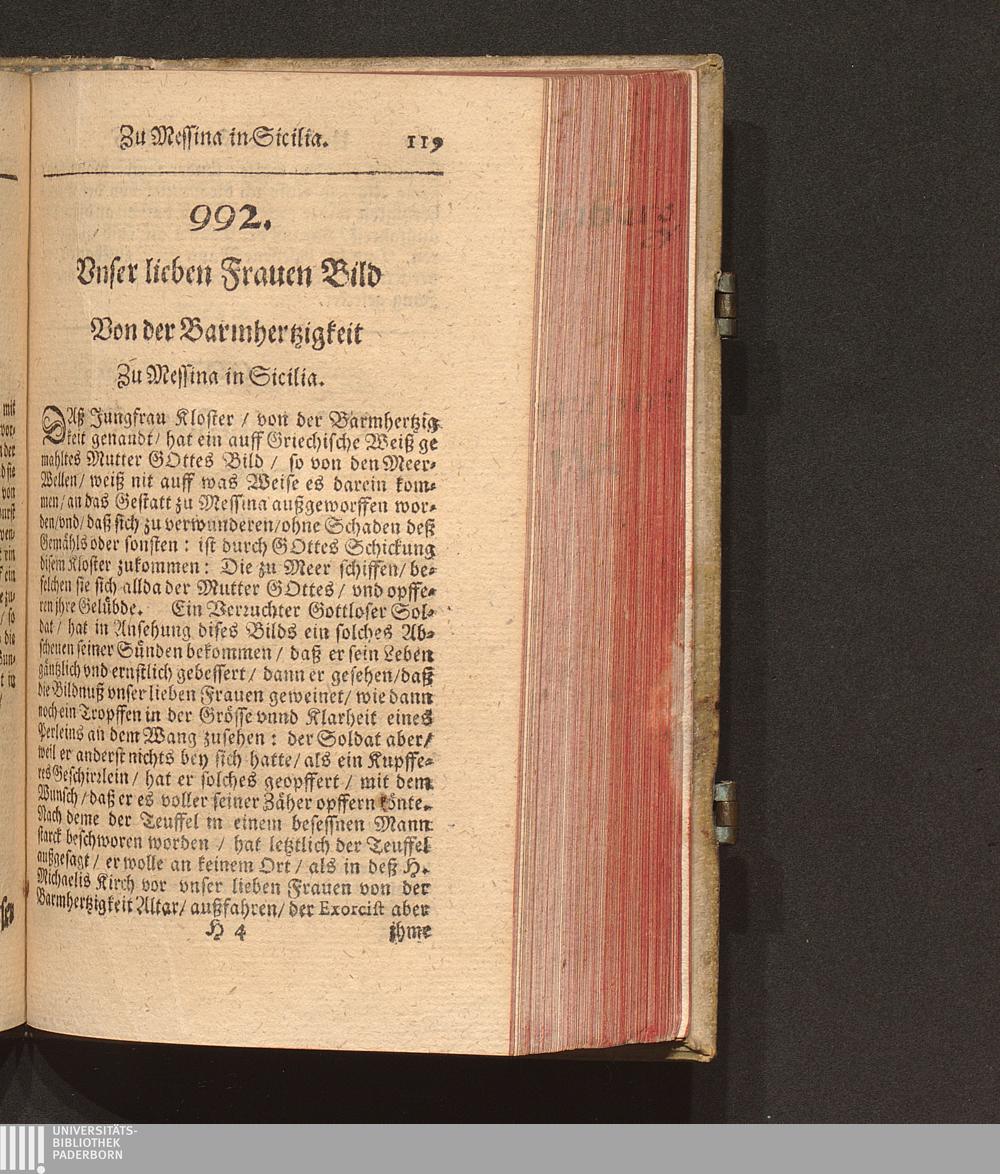 Zu Messina in Sicilia. 119
992.
Vnser lieben Frauen Bild
Von der Barmhertzigkeit
Zu Messina in Sicilia.
DAß Jungfrau Kloster / von der Barmhertzig
keit genandt / hat ein auff Griechische Weiß ge
mahltes Mutter GOttes Bild / so von den Meer-
Wellen / weiß nit auff was Weise es darein kom-
men / an das Gestatt zu Messina außgeworffen wor-
den / vnd / daß sich zu verwunderen / ohne Schaden deß
Gemähls oder sonsten : ist durch GOttes Schickung
disem Kloster zukommen : Die zu Meer schiffen / be-
felchen sie sich allda der Mutter GOttes / vnd opffe-
ren jhre Gelübde. Ein Verruchter Gottloser Sol-
dat / hat in Ansehung dises Bilds ein solches Ab-
scheuen seiner Sünden bekommen / daß er sein Leben
gäntzlich vnd ernstlich gebessert / dann er gesehen / daß
die Bildnuß vnser lieben Frauen geweinet / wie dann
noch ein Tropffen in der Grösse vnnd Klarheit eines
Perleins an dem Wang zusehen : der Soldat aber /
weil er anderst nichts bey sich hatte / als ein Kupffe-
res Geschirrlein / hat er solches geopffert / mit dem
Wunsch / daß er es voller seiner Zäher opffern könte.
Nach deme der Teuffel in einem besessnen Mann
starck beschworen worden / hat letztlich der Teuffel
außgesagt / er wolle an keinem Ort / als in deß H.
Michaelis Kirch vor vnser lieben Frauen von der
Barmhertzigkeit Altar / außfahren / der Exorcist aber
H 4 jhme
UNIVERSITÄTS-
BIBLIOTHEK
PADERBORN